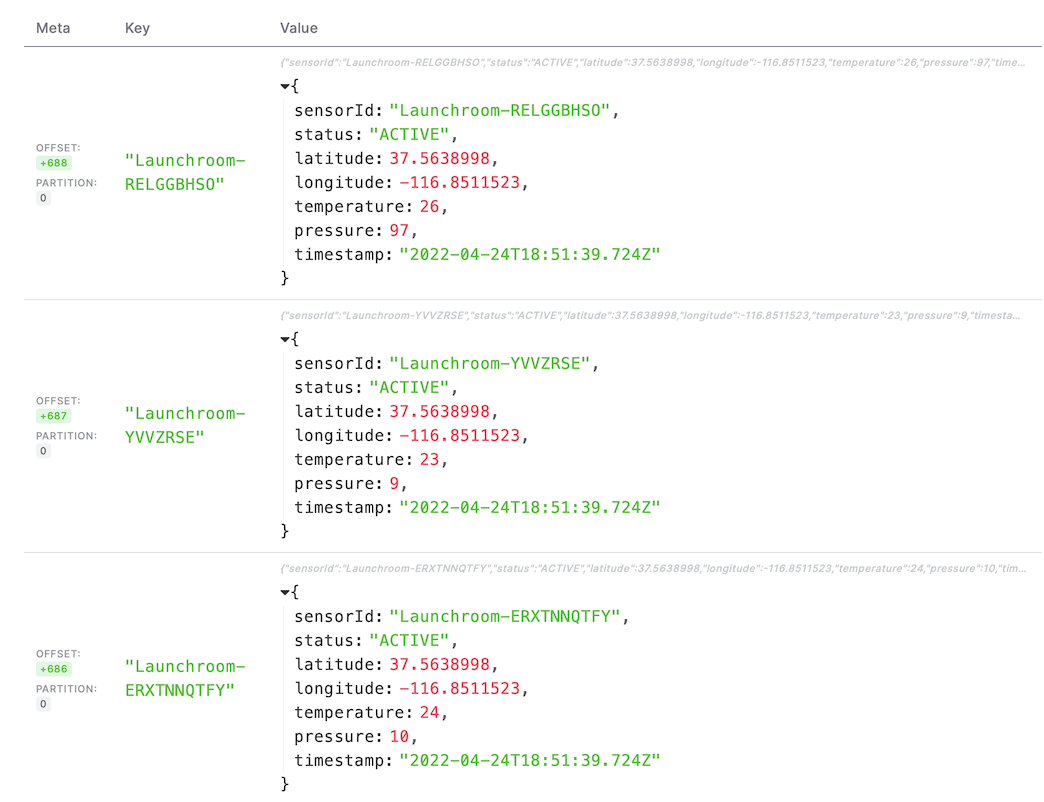 Meta Key Value
{"sensorId":"Launchroom-RELGGBHSO","status":"ACTIVE","latitude":37.5638998,"longitude":-116.8511523,"temperature":26,"pressure":97,"time...
{
sensorId: "Launchroom-RELGGBHSO",
status: "ACTIVE",
OFFSET:
+688
PARTITION:
0
"Launchroom-
RELGGBHSO"
latitude: 37.5638998,
longitude: -116.8511523,
temperature: 26,
pressure: 97,
timestamp: "2022-04-24T18:51:39.724Z"
}
{"sensorId":"Launchroom-YVVZRSE","status":"ACTIVE","latitude":37.5638998,"longitude":-116.8511523,"temperature":23,"pressure":9,"timesta...
{
sensorId: "Launchroom-YVVZRSE",
status: "ACTIVE",
OFFSET:
+687
PARTITION:
0
"Launchroom-
YVVZRSE"
latitude: 37.5638998,
longitude: -116.8511523,
temperature: 23,
pressure: 9,
timestamp: "2022-04-24T18:51:39.724Z"
}
{"sensorId":"Launchroom-ERXTNNQTFY","status":"ACTIVE","latitude":37.5638998,"longitude":-116.8511523,"temperature":24,"pressure":10,"tim...
{
sensorId: "Launchroom-ERXTNNQTFY",
status: "ACTIVE",
OFFSET:
+686
PARTITION:
0
"Launchroom-
ERXTNNQTFY"
latitude: 37.5638998,
longitude: -116.8511523,
temperature: 24,
pressure: 10,
timestamp: "2022-04-24T18:51:39.724Z"
}